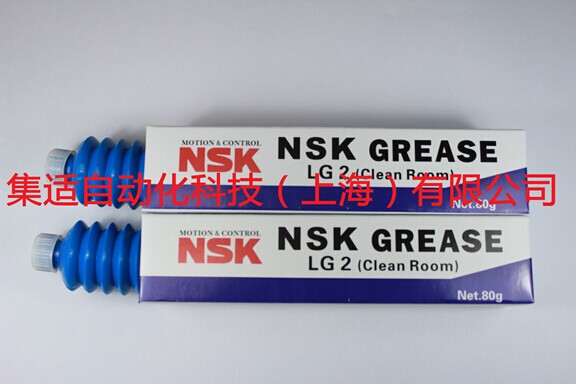 MOTION & CONTROL
NSK
NSK GREASE
LG 2 (Clean Room)
集适自动化科技（上海）有限公司
Net.80g
MOTION & CONTROL
NSK
NSK GREASE
LG 2 (Clean Room)
Net.80g